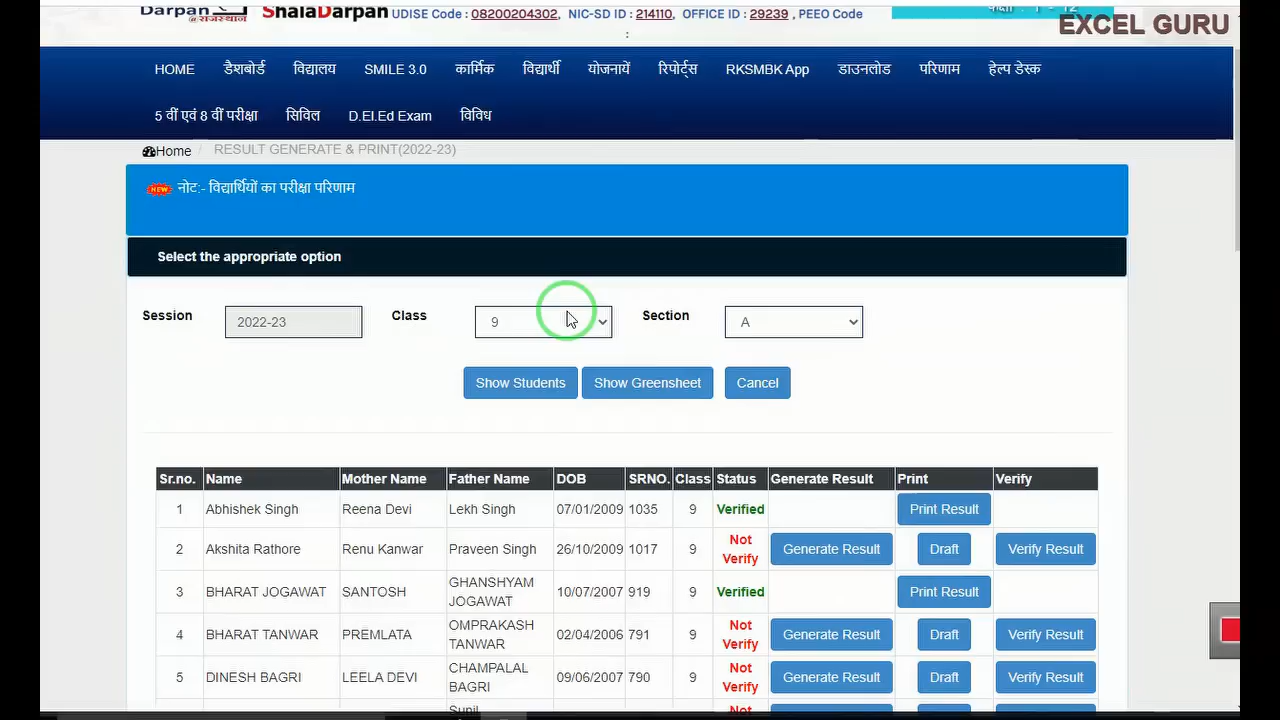 Darpan
@राजस्थान
ShalaDarpan UDISE Code : 08200204302, NIC-SD ID : 214110, OFFICE ID : 29239 , PEEO Code
:
EXCEL GURU
HOME डैशबोर्ड विद्यालय SMILE 3.0 कार्मिक विद्यार्थी योजनायें रिपोर्ट्स RKSMBK App डाउनलोड परिणाम हेल्प डेस्क
5 वीं एवं 8 वीं परीक्षा सिविल D.El.Ed Exam विविध
Home / RESULT GENERATE & PRINT(2022-23)
NEW नोट:- विद्यार्थियों का परीक्षा परिणाम
Select the appropriate option
Session 2022-23 Class 9 Section A
Show Students Show Greensheet Cancel
Sr.no. Name Mother Name Father Name DOB SRNO. Class Status Generate Result Print Verify
1 Abhishek Singh Reena Devi Lekh Singh 07/01/2009 1035 9 Verified Print Result
2 Akshita Rathore Renu Kanwar Praveen Singh 26/10/2009 1017 9 Not Verify Generate Result Draft Verify Result
3 BHARAT JOGAWAT SANTOSH GHANSHYAM JOGAWAT 10/07/2007 919 9 Verified Print Result
4 BHARAT TANWAR PREMLATA OMPRAKASH TANWAR 02/04/2006 791 9 Not Verify Generate Result Draft Verify Result
5 DINESH BAGRI LEELA DEVI CHAMPALAL BAGRI 09/06/2007 790 9 Not Verify Generate Result Draft Verify Result
Sunil Not